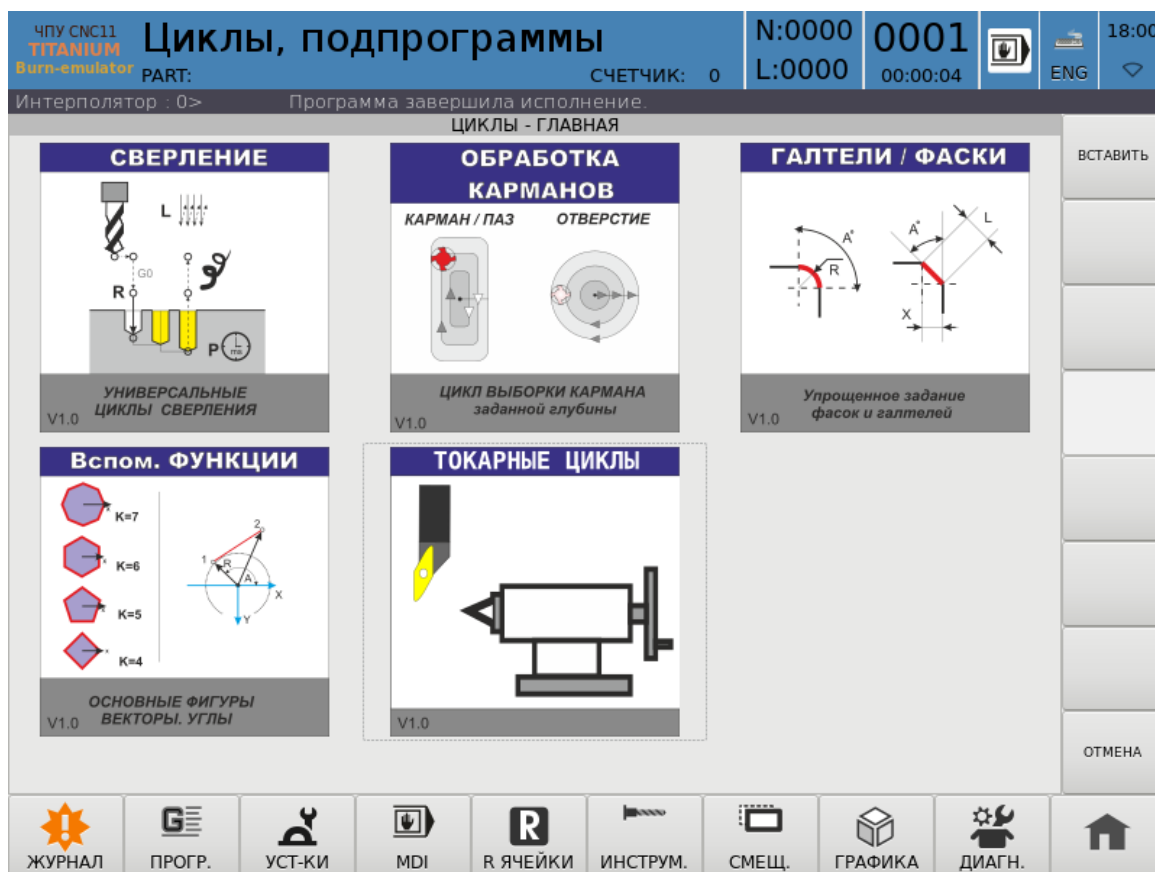 ЧПУ CNC11
TITANIUM
Burn-emulator
Циклы, подпрограммы
PART:
СЧЕТЧИК: 0
N:0000
L:0000
0001
00:00:04
ENG
18:00
Интерполятор : 0> Программа завершила исполнение.
ЦИКЛЫ - ГЛАВНАЯ
СВЕРЛЕНИЕ
L
G0
R
P
ms
УНИВЕРСАЛЬНЫЕ
ЦИКЛЫ СВЕРЛЕНИЯ
V1.0
ОБРАБОТКА
КАРМАНОВ
КАРМАН / ПАЗ ОТВЕРСТИЕ
ЦИКЛ ВЫБОРКИ КАРМАНА
заданной глубины
V1.0
ГАЛТЕЛИ / ФАСКИ
A°
R
A°
L
X
Упрощенное задание
фасок и галтелей
V1.0
Вспом. ФУНКЦИИ
K=7
K=6
K=5
K=4
x
x
x
x
1
2
R
A
X
Y
ОСНОВНЫЕ ФИГУРЫ
ВЕКТОРЫ. УГЛЫ
V1.0
ТОКАРНЫЕ ЦИКЛЫ
V1.0
ВСТАВИТЬ
ОТМЕНА
ЖУРНАЛ
G
ПРОГР.
УСТ-КИ
MDI
R
R ЯЧЕЙКИ
ИНСТРУМ.
СМЕЩ.
ГРАФИКА
ДИАГН.